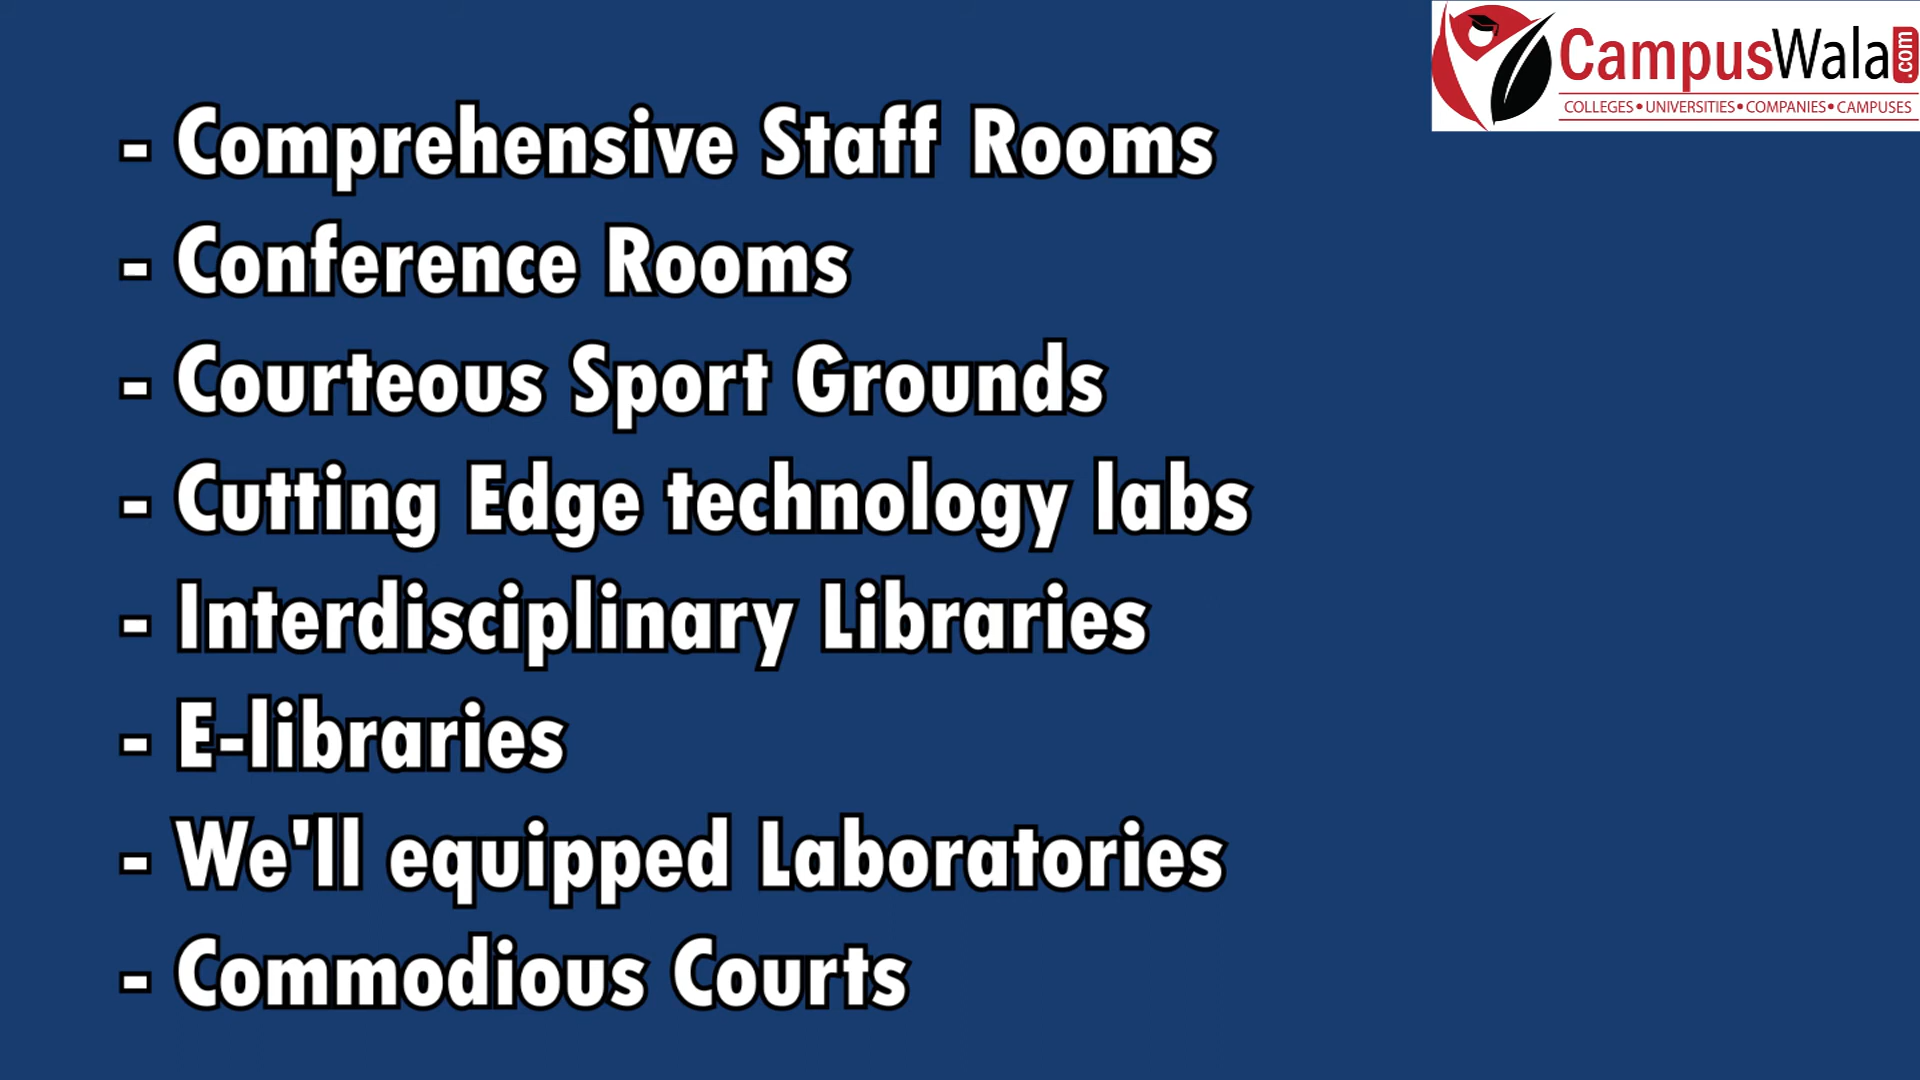 CampusWala.com
COLLEGES • UNIVERSITIES • COMPANIES • CAMPUSES
- Comprehensive Staff Rooms
- Conference Rooms
- Courteous Sport Grounds
- Cutting Edge technology labs
- Interdisciplinary Libraries
- E-libraries
- We'll equipped Laboratories
- Commodious Courts